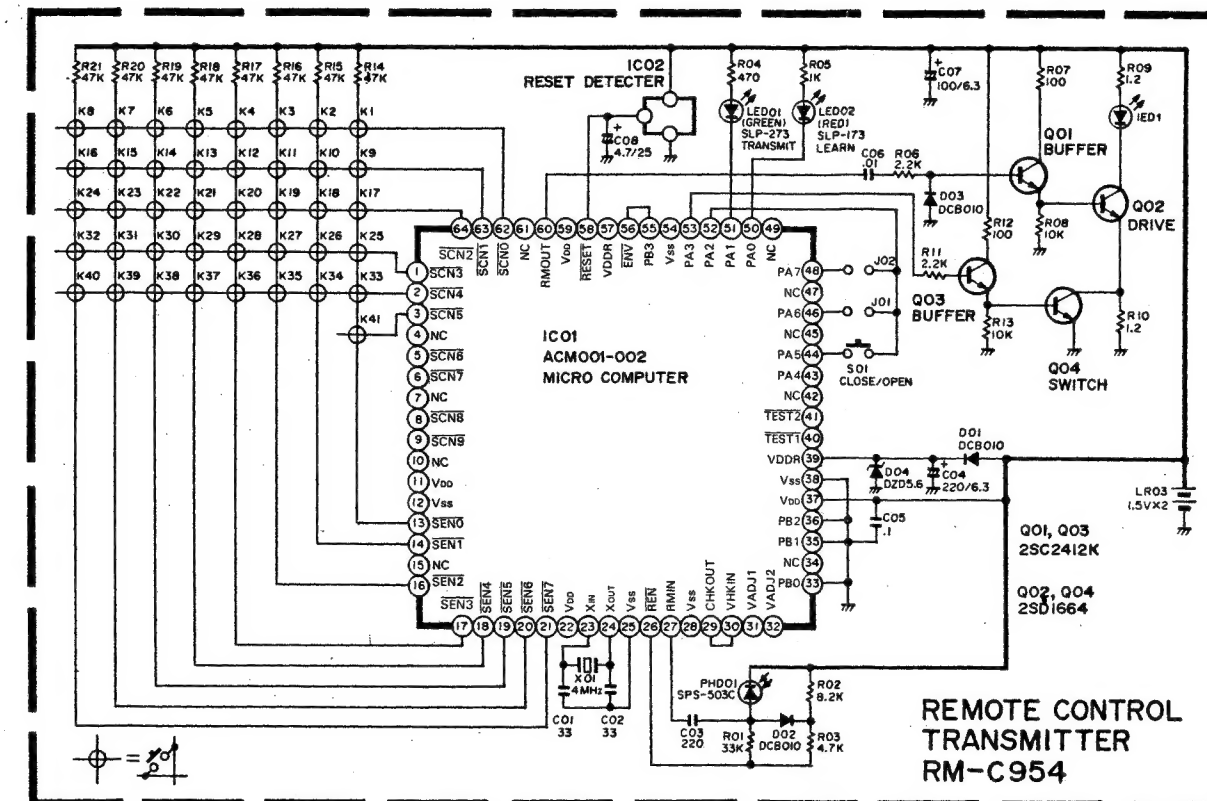 R21 R20 R19 R18 R17 R16 R15 R14
47K 47K 47K 47K 47K 47K 47K 47K
K8 K7 K6 K5 K4 K3 K2 K1
K16 K15 K14 K13 K12 K11 K10 K9
K24 K23 K22 K21 K20 K19 K18 K17
K32 K31 K30 K29 K28 K27 K26 K25
K40 K39 K38 K37 K36 K35 K34 K33
K41
IC02
RESET DETECTER
+
C08
4.7/25
R04
470
LED01
(GREEN)
SLP-273
TRANSMIT
R05
1K
LED02
(RED)
SLP-173
LEARN
+
C07
100/6.3
R07
100
R09
1.2
IED1
C06
.01
R06
2.2K
D03
DCB010
Q01
BUFFER
R08
10K
Q02
DRIVE
R12
100
R11
2.2K
Q03
BUFFER
R13
10K
Q04
SWITCH
R10
1.2
64 63 62 61 60 59 58 57 56 55 54 53 52 51 50 49
SCN2 SCN1 SCN0 NC RMOUT VDD RESET VDDR ENV PB3 Vss PA3 PA2 PA1 PA0 NC
1 SCN3
2 SCN4
3 SCN5
4 NC
5 SCN6
6 SCN7
7 NC
8 SCN8
9 SCN9
10 NC
11 VDD
12 Vss
13 SEN0
14 SEN1
15 NC
16 SEN2
IC01
ACM001-002
MICRO COMPUTER
PA7 48
NC 47
PA6 46
NC 45
PA5 44
PA4 43
NC 42
TEST2 41
TEST1 40
VDDR 39
Vss 38
VDD 37
PB2 36
PB1 35
NC 34
PB0 33
J02
J01
S01
CLOSE/OPEN
D01
DCB010
D04
DZD5.6
+
C04
220/6.3
C05
.1
LR03
1.5VX2
Q01, Q03
2SC2412K
Q02, Q04
2SD1664
SEN3 SEN4 SEN5 SEN6 SEN7 VDD XIN XOUT Vss REN RMIN Vss CHKOUT VHKIN VADJ1 VADJ2
17 18 19 20 21 22 23 24 25 26 27 28 29 30 31 32
X01
4MHz
C01
33
C02
33
PHD01
SPS-503C
C03
220
R01
33K
D02
DCB010
R02
8.2K
R03
4.7K
=
REMOTE CONTROL
TRANSMITTER
RM-C954